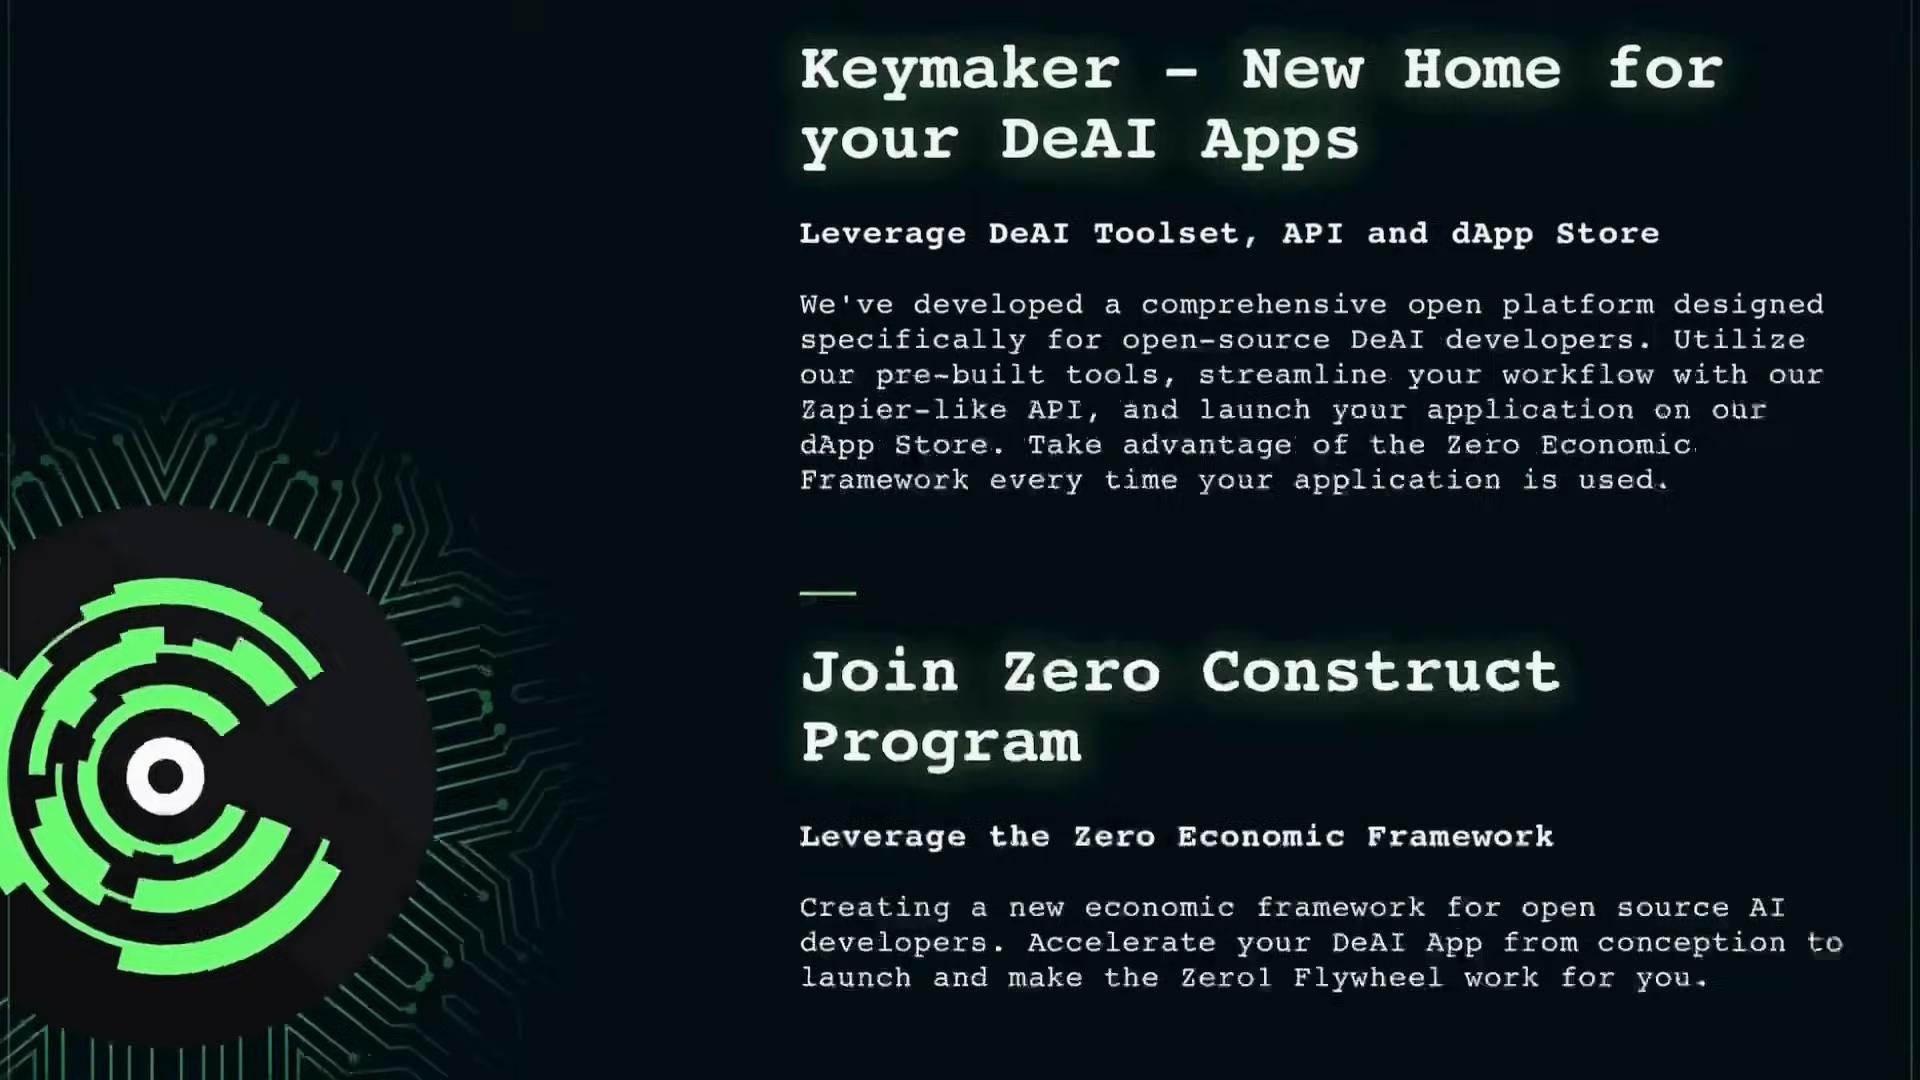 Keymaker – New Home for
your DeAI Apps
Leverage DeAI Toolset, API and dApp Store
We've developed a comprehensive open platform designed
specifically for open-source DeAI developers. Utilize
our pre-built tools, streamline your workflow with our
Zapier-like API, and launch your application on our
dApp Store. Take advantage of the Zero Economic
Framework every time your application is used.
Join Zero Construct
Program
Leverage the Zero Economic Framework
Creating a new economic framework for open source AI
developers. Accelerate your DeAI App from conception to
launch and make the Zero1 Flywheel work for you.